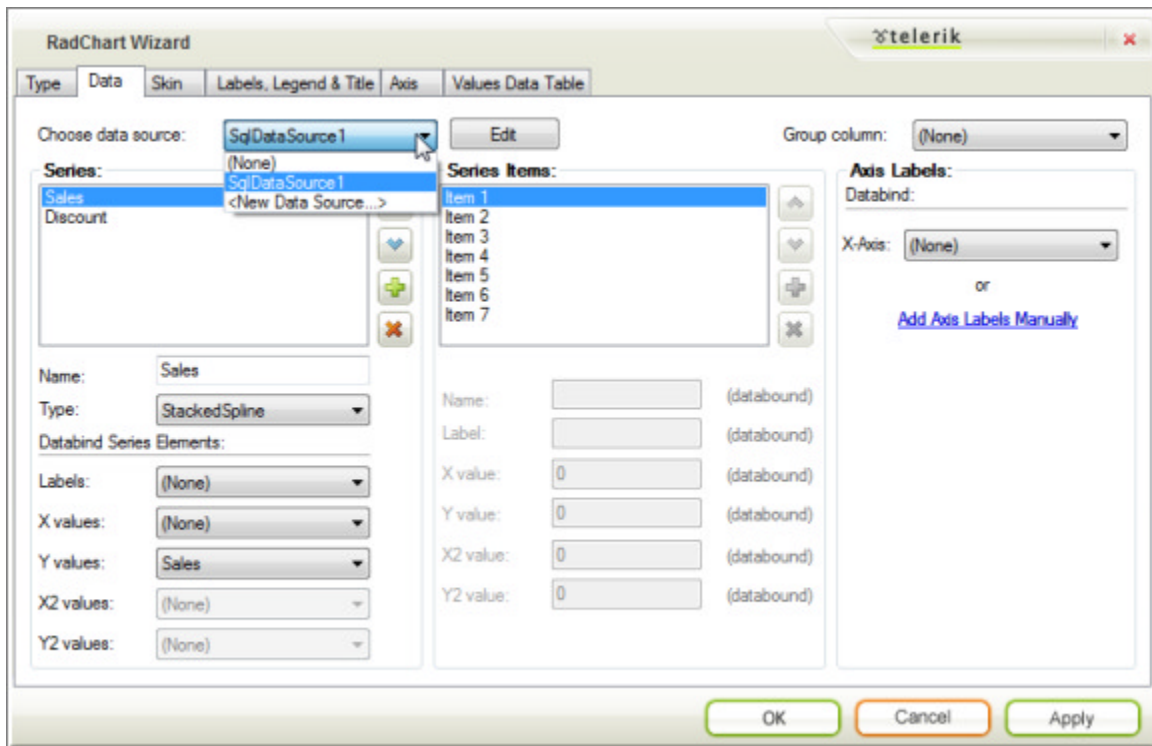 RadChart Wizard
telerik
Type Data Skin Labels, Legend & Title Axis Values Data Table
Choose data source: SqlDataSource1 Edit Group column: (None)
(None)
SqlDataSource1
<New Data Source...>
Series:
Sales
Discount
Name: Sales
Type: StackedSpline
Databind Series Elements:
Labels: (None)
X values: (None)
Y values: Sales
X2 values: (None)
Y2 values: (None)
Series Items:
Item 1
Item 2
Item 3
Item 4
Item 5
Item 6
Item 7
Name: (databound)
Label: (databound)
X value: 0 (databound)
Y value: 0 (databound)
X2 value: 0 (databound)
Y2 value: 0 (databound)
Axis Labels:
Databind:
X-Axis: (None)
or
Add Axis Labels Manually
OK Cancel Apply